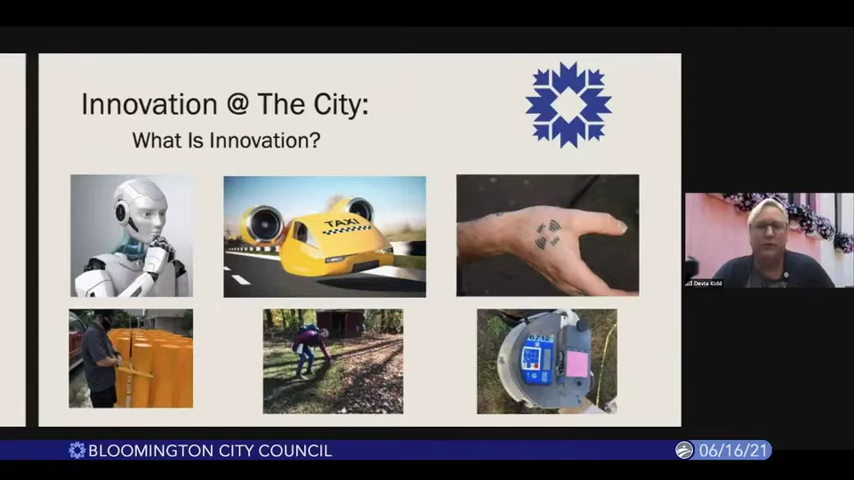 Innovation @ The City:
What Is Innovation?
TAXI
Devta Kidd
BLOOMINGTON CITY COUNCIL
06/16/21